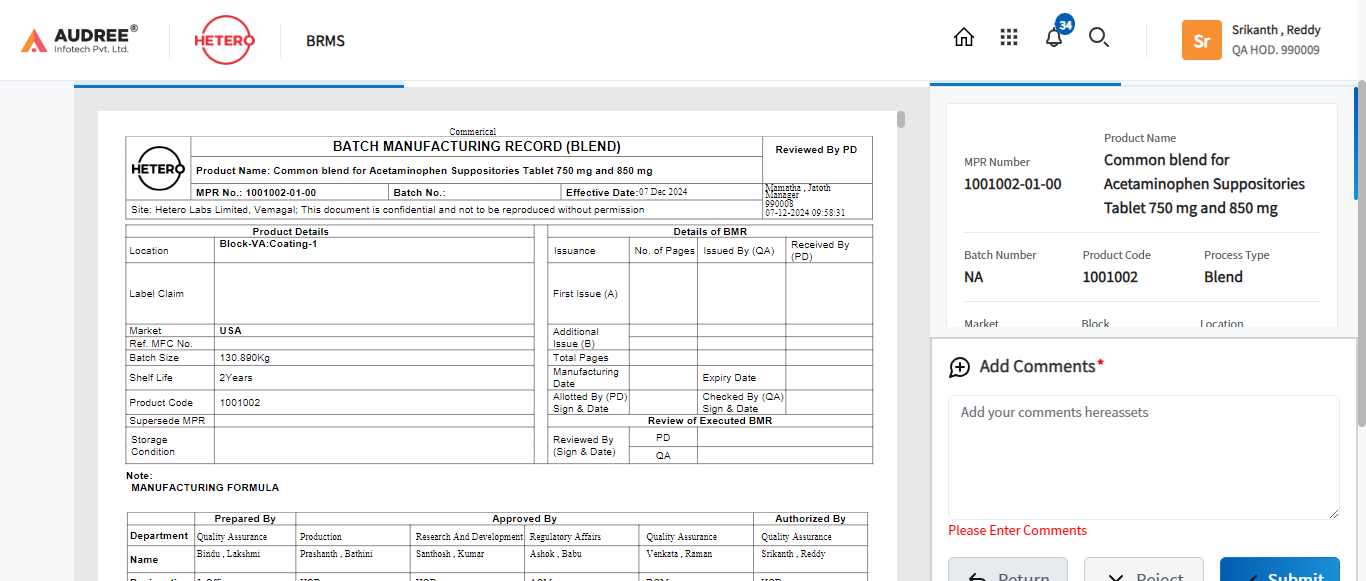 AUDREE®
Infotech Pvt. Ltd.
HETERO
BRMS
34
Sr
Srikanth , Reddy
QA HOD. 990009
Commerical
HETERO
BATCH MANUFACTURING RECORD (BLEND)
Reviewed By PD
Product Name: Common blend for Acetaminophen Suppositories Tablet 750 mg and 850 mg
MPR No.: 1001002-01-00
Batch No.:
Effective Date:07 Dec 2024
Mamatha , Jatoth
Manager
990008
07-12-2024 09:58:31
Site: Hetero Labs Limited, Vemagal; This document is confidential and not to be reproduced without permission
Product Details
Location
Block-VA:Coating-1
Label Claim
Market
USA
Ref. MFC No.
Batch Size
130.890Kg
Shelf Life
2Years
Product Code
1001002
Supersede MPR
Storage
Condition
Details of BMR
Issuance
No. of Pages
Issued By (QA)
Received By
(PD)
First Issue (A)
Additional
Issue (B)
Total Pages
Manufacturing
Date
Expiry Date
Allotted By (PD)
Sign & Date
Checked By (QA)
Sign & Date
Review of Executed BMR
Reviewed By
(Sign & Date)
PD
QA
Note:
MANUFACTURING FORMULA
Prepared By
Approved By
Authorized By
Department
Quality Assurance
Production
Research And Development
Regulatory Affairs
Quality Assurance
Quality Assurance
Name
Bindu , Lakshmi
Prashanth , Bathini
Santhosh , Kumar
Ashok , Babu
Venkata , Raman
Srikanth , Reddy
MPR Number
1001002-01-00
Product Name
Common blend for
Acetaminophen Suppositories
Tablet 750 mg and 850 mg
Batch Number
NA
Product Code
1001002
Process Type
Blend
Market
Block
Location
Add Comments*
Add your comments hereassets
Please Enter Comments
Return
Reject
Submit